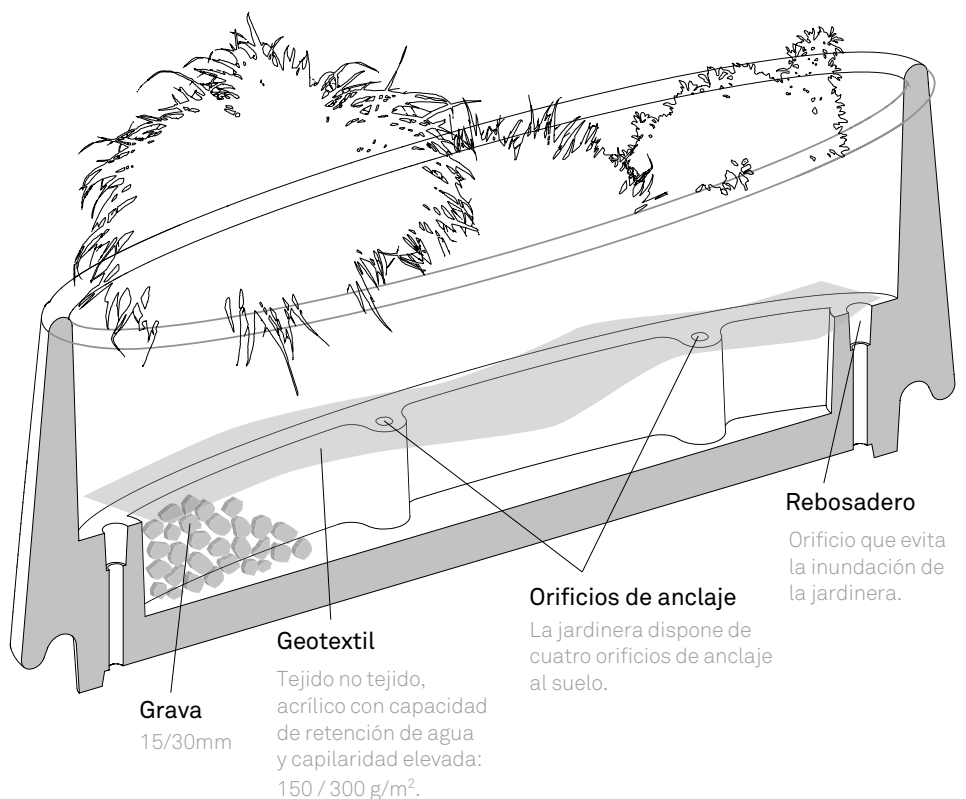 Rebosadero
Orificio que evita
la inundación de
la jardinera.
Orificios de anclaje
La jardinera dispone de
cuatro orificios de anclaje
al suelo.
Geotextil
Tejido no tejido,
acrílico con capacidad
de retención de agua
y capilaridad elevada:
150 / 300 g/m².
Grava
15/30mm